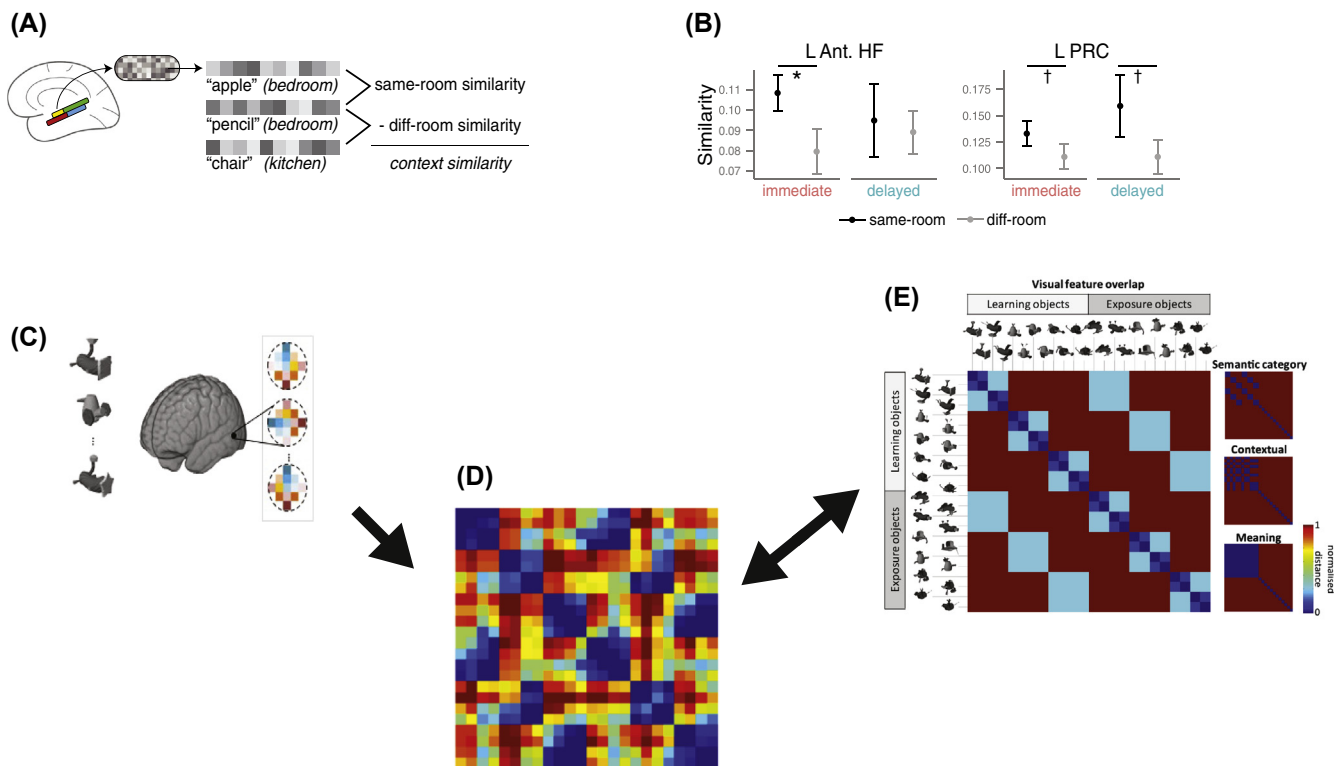 (A)
"apple" (bedroom)
"pencil" (bedroom)
"chair" (kitchen)
same-room similarity
- diff-room similarity
context similarity
(B)
L Ant. HF
L PRC
Similarity
0.11
0.10
0.09
0.08
0.07
*
immediate
delayed
0.175
0.150
0.125
0.100
†
†
immediate
delayed
same-room
diff-room
(C)
(D)
(E)
Visual feature overlap
Learning objects
Exposure objects
Learning objects
Exposure objects
Semantic category
Contextual
Meaning
1
0
normalised
distance